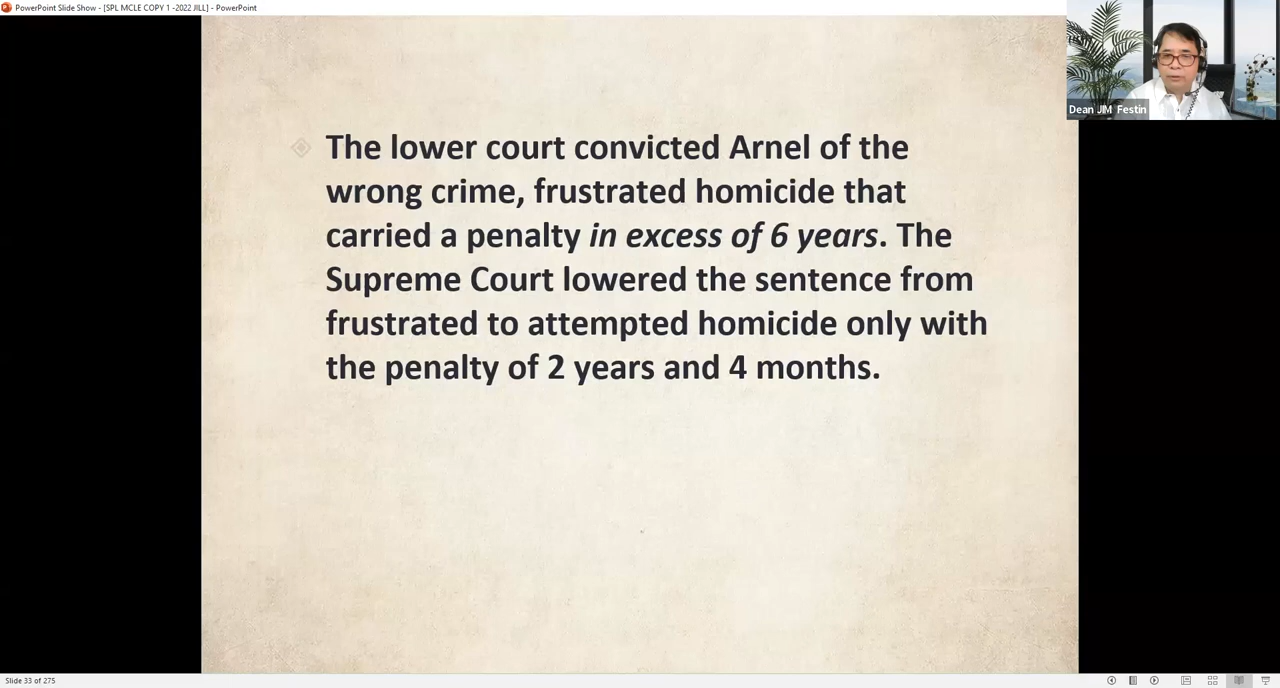 PowerPoint Slide Show - [SPL MCLE COPY 1 -2022 JILL] - PowerPoint
Dean JIM Festin
The lower court convicted Arnel of the
wrong crime, frustrated homicide that
carried a penalty in excess of 6 years. The
Supreme Court lowered the sentence from
frustrated to attempted homicide only with
the penalty of 2 years and 4 months.
Slide 33 of 275